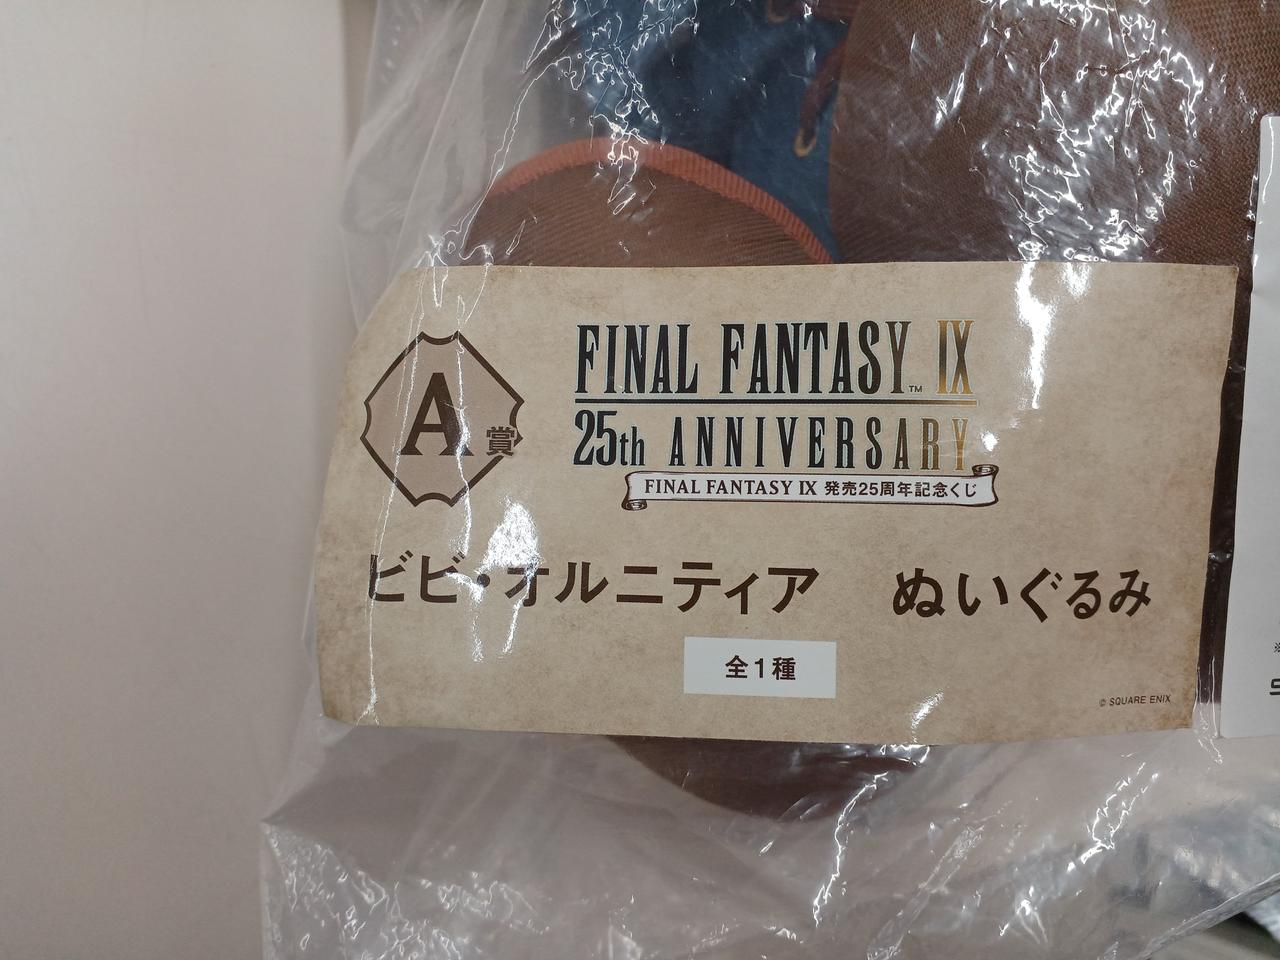 A賞
FINAL FANTASY™ IX
25th ANNIVERSARY
FINAL FANTASY IX 発売25周年記念くじ
ビビ・オルニティア ぬいぐるみ
全1種
© SQUARE ENIX
※